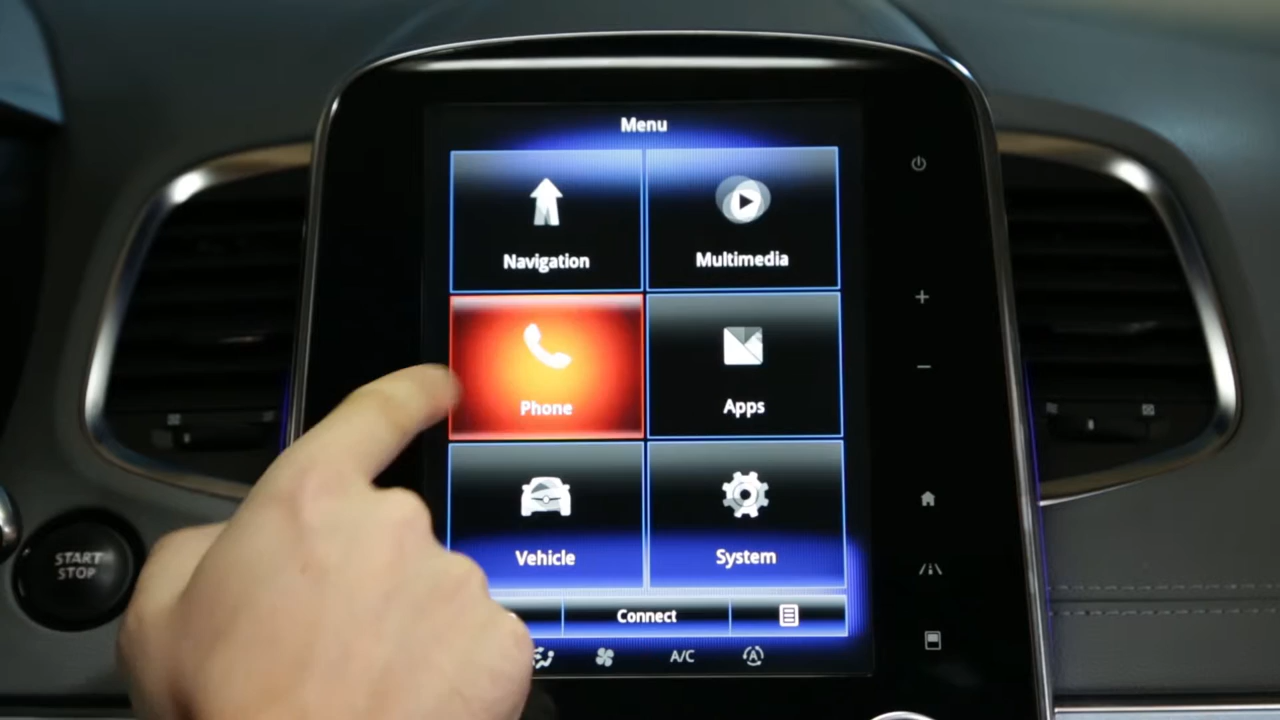 Menu
Navigation
Multimedia
Phone
Apps
START
STOP
Vehicle
System
Connect
A/C
A